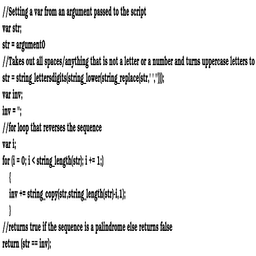 //Setting a var from an argument passed to the script
var str;
str = argument0
//Takes out all spaces/anything that is not a letter or a number and turns uppercase letters to
str = string_lettersdigits(string_lower(string_replace(str,' ','')));
var inv;
inv = '';
//for loop that reverses the sequence
var i;
for (i = 0; i < string_length(str); i += 1;)
{
inv += string_copy(str,string_length(str)-i,1);
}
//returns true if the sequence is a palindrome else returns false
return (str == inv);